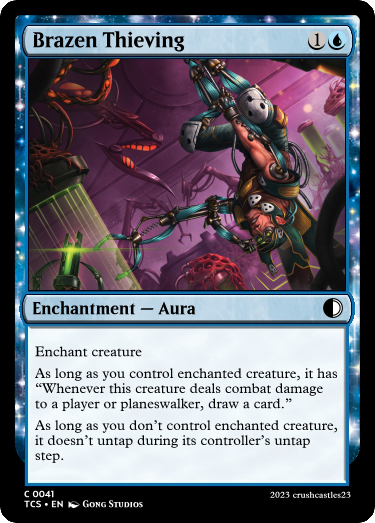 Brazen Thieving 1
Enchantment — Aura
Enchant creature
As long as you control enchanted creature, it has
“Whenever this creature deals combat damage
to a player or planeswalker, draw a card.”
As long as you don’t control enchanted creature,
it doesn’t untap during its controller’s untap
step.
C 0041
TCS • EN Gong Studios
2023 crushcastles23